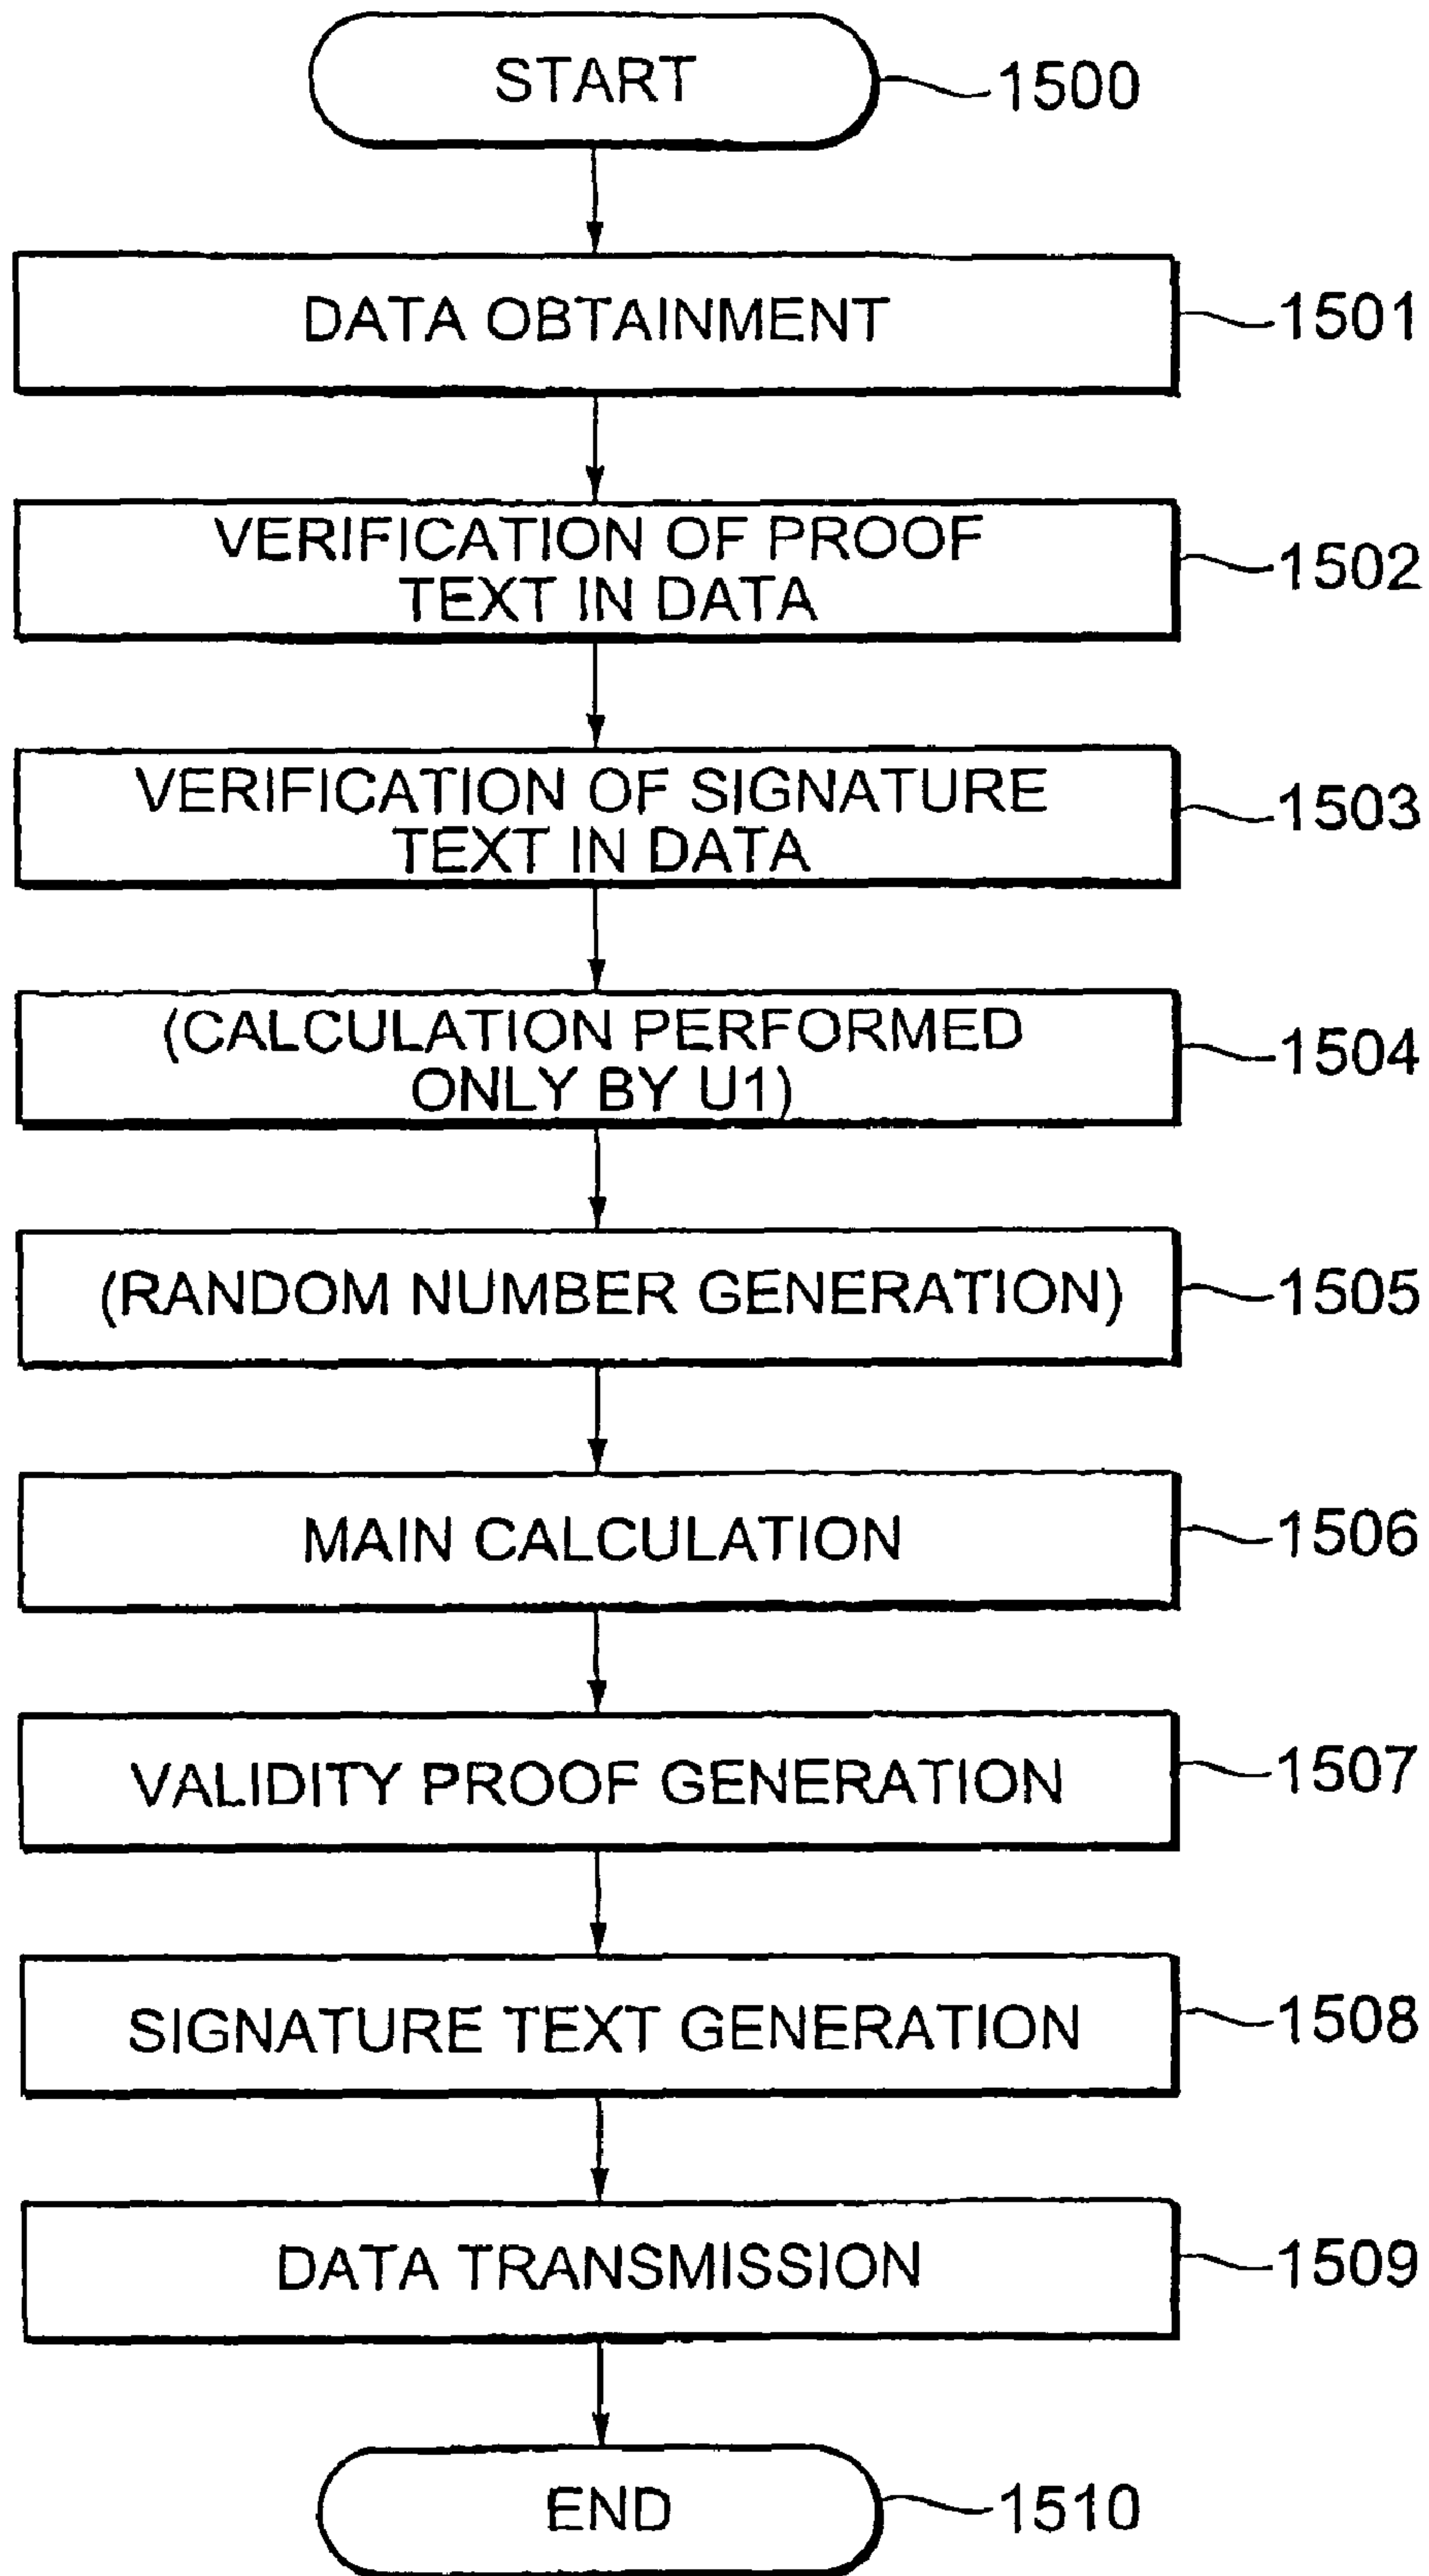 START
1500
DATA OBTAINMENT
1501
VERIFICATION OF PROOF
TEXT IN DATA
1502
VERIFICATION OF SIGNATURE
TEXT IN DATA
1503
(CALCULATION PERFORMED
ONLY BY U1)
1504
(RANDOM NUMBER GENERATION)
1505
MAIN CALCULATION
1506
VALIDITY PROOF GENERATION
1507
SIGNATURE TEXT GENERATION
1508
DATA TRANSMISSION
1509
END
1510